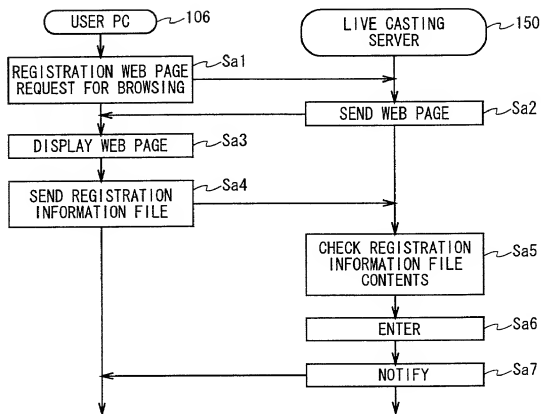 USER PC
106
LIVE CASTING
SERVER
150
REGISTRATION WEB PAGE
REQUEST FOR BROWSING
Sa1
SEND WEB PAGE
Sa2
DISPLAY WEB PAGE
Sa3
SEND REGISTRATION
INFORMATION FILE
Sa4
CHECK REGISTRATION
INFORMATION FILE
CONTENTS
Sa5
ENTER
Sa6
NOTIFY
Sa7